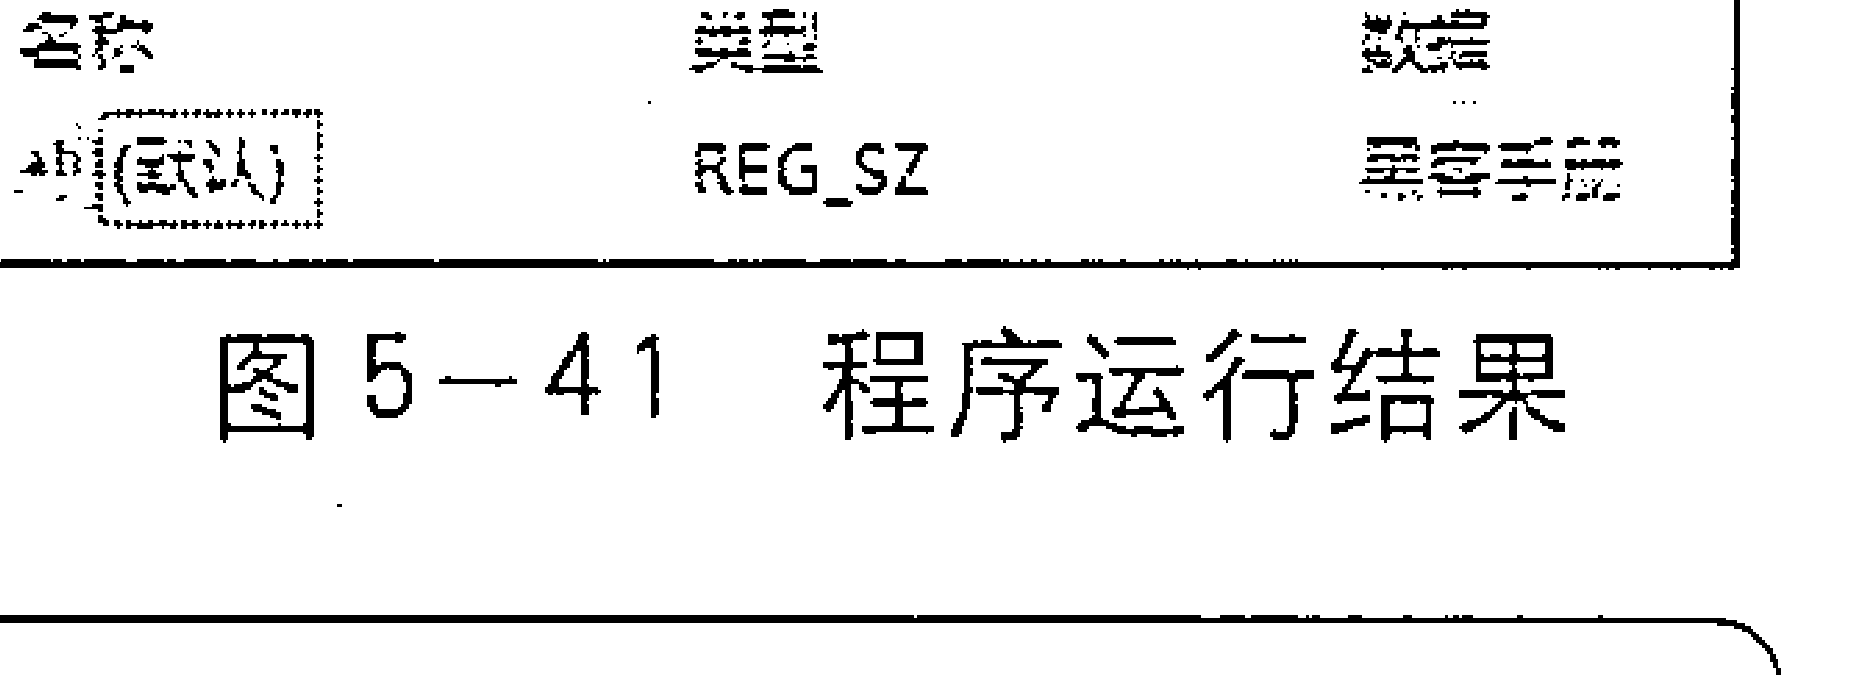 名称 类型 数据
ab (默认) REG_SZ 黑客手册
图 5-41 程序运行结果